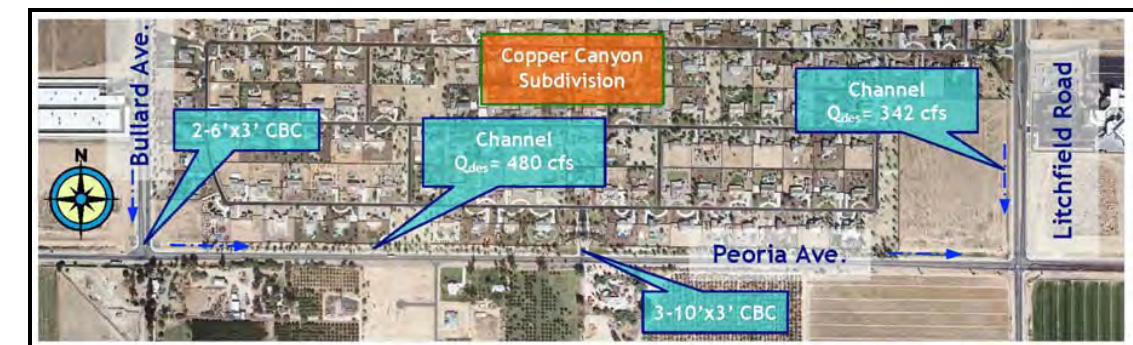 Bullard Ave.
Copper Canyon
Subdivision
Channel
Qdes= 342 cfs
Litchfield Road
2-6'x3' CBC
Channel
Qdes= 480 cfs
N
Peoria Ave.
3-10'x3' CBC